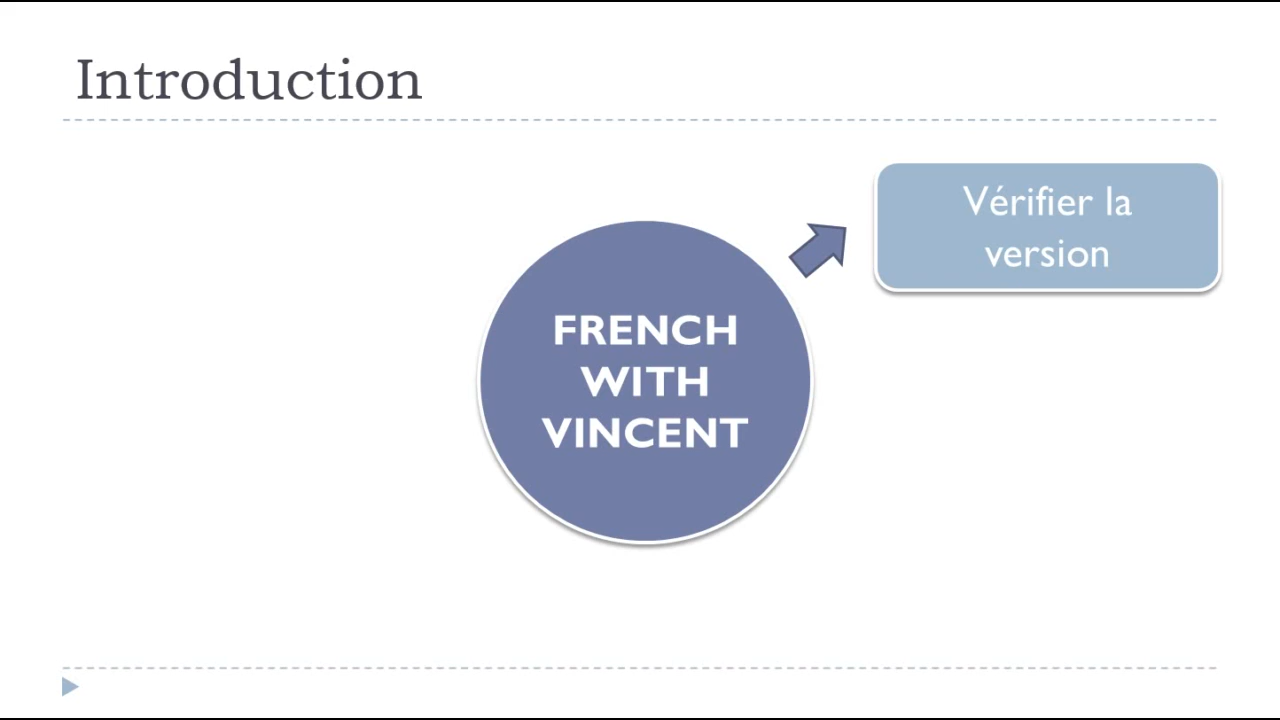 Introduction
Vérifier la
version
FRENCH
WITH
VINCENT